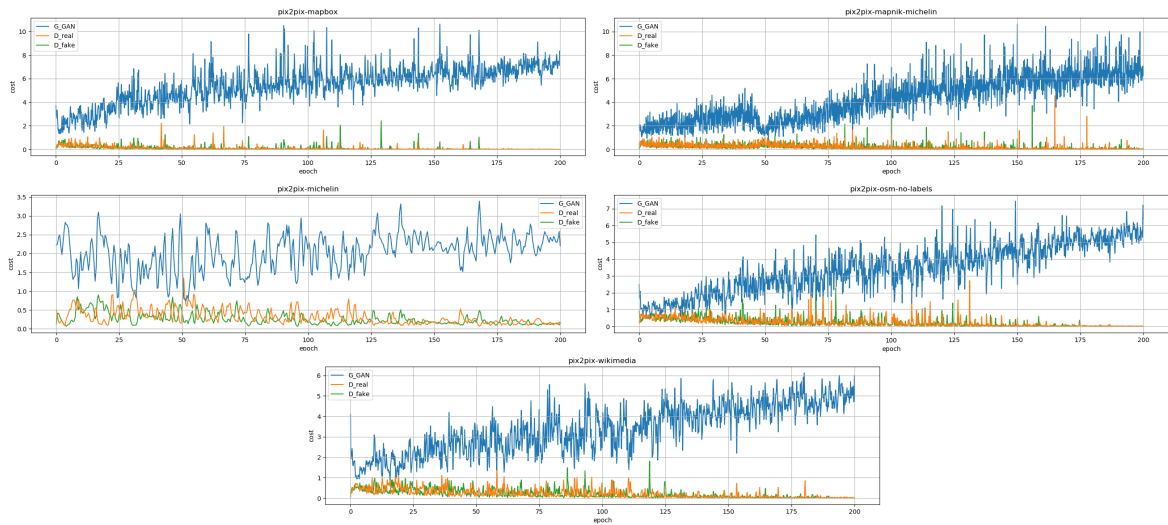 pix2pix-mapbox
G_GAN
D_real
D_fake
cost
10
8
6
4
2
0
0 25 50 75 100 125 150 175 200
epoch
pix2pix-mapnik-michelin
G_GAN
D_real
D_fake
cost
10
8
6
4
2
0
0 25 50 75 100 125 150 175 200
epoch
pix2pix-michelin
G_GAN
D_real
D_fake
cost
3.5
3.0
2.5
2.0
1.5
1.0
0.5
0.0
0 25 50 75 100 125 150 175 200
epoch
pix2pix-osm-no-labels
G_GAN
D_real
D_fake
cost
7
6
5
4
3
2
1
0
0 25 50 75 100 125 150 175 200
epoch
pix2pix-wikimedia
G_GAN
D_real
D_fake
cost
6
5
4
3
2
1
0
0 25 50 75 100 125 150 175 200
epoch